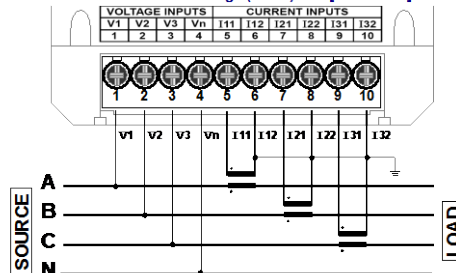 VOLTAGE INPUTS CURRENT INPUTS
V1 V2 V3 Vn I11 I12 I21 I22 I31 I32
1 2 3 4 5 6 7 8 9 10
1 2 3 4 5 6 7 8 9 10
V1 V2 V3 Vn I11 I12 I21 I22 I31 I32
A
B
C
N
SOURCE
LOAD